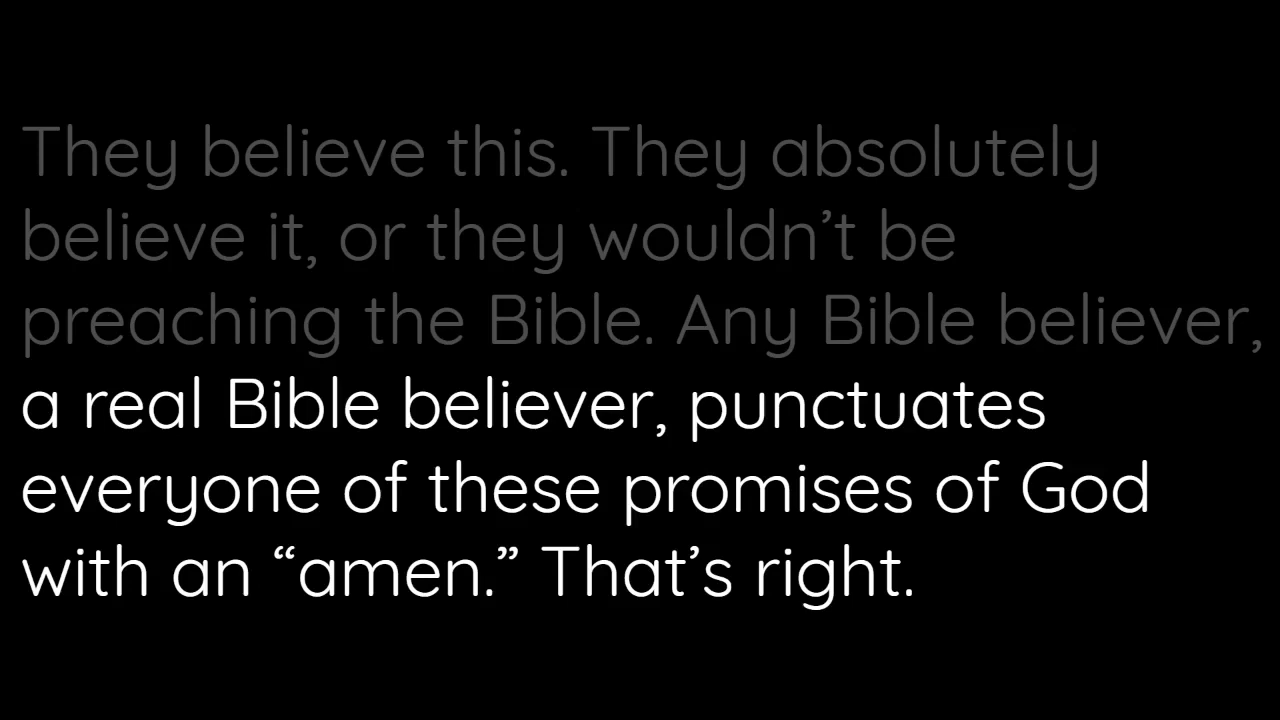 They believe this. They absolutely
believe it, or they wouldn’t be
preaching the Bible. Any Bible believer,
a real Bible believer, punctuates
everyone of these promises of God
with an “amen.” That’s right.